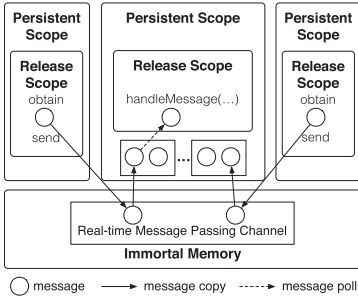 Persistent Scope
Release Scope
obtain
send
Persistent Scope
Release Scope
handleMessage(...)
...
Persistent Scope
Release Scope
obtain
send
Real-time Message Passing Channel
Immortal Memory
message
message copy
message poll